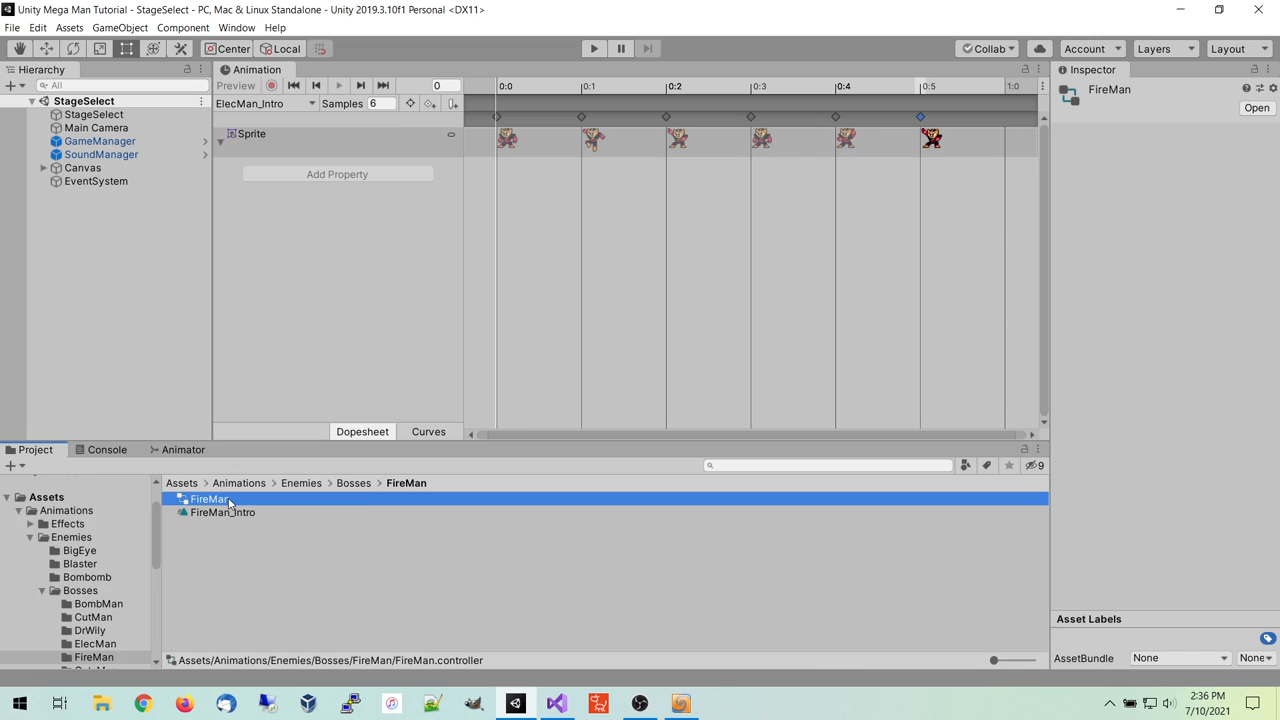 Unity Mega Man Tutorial - StageSelect - PC, Mac & Linux Standalone - Unity 2019.3.10f1 Personal <DX11>
File Edit Assets GameObject Component Window Help
Center Local Collab Account Layers Layout
Hierarchy Animation Inspector
All
Preview 0 0:0 0:1 0:2 0:3 0:4 0:5 1:0
FireMan
Open
StageSelect
ElecMan_Intro Samples 6
StageSelect
Main Camera
Sprite
GameManager
SoundManager
Canvas
Add Property
EventSystem
Dopesheet Curves
Project Console Animator
9
Assets > Animations > Enemies > Bosses > FireMan
Assets
FireMan
Animations
FireMan_Intro
Effects
Enemies
BigEye
Blaster
Bombomb
Bosses
BombMan
CutMan
DrWily
ElecMan
FireMan
Asset Labels
Assets/Animations/Enemies/Bosses/FireMan/FireMan.controller
AssetBundle None None
2:36 PM
7/10/2021